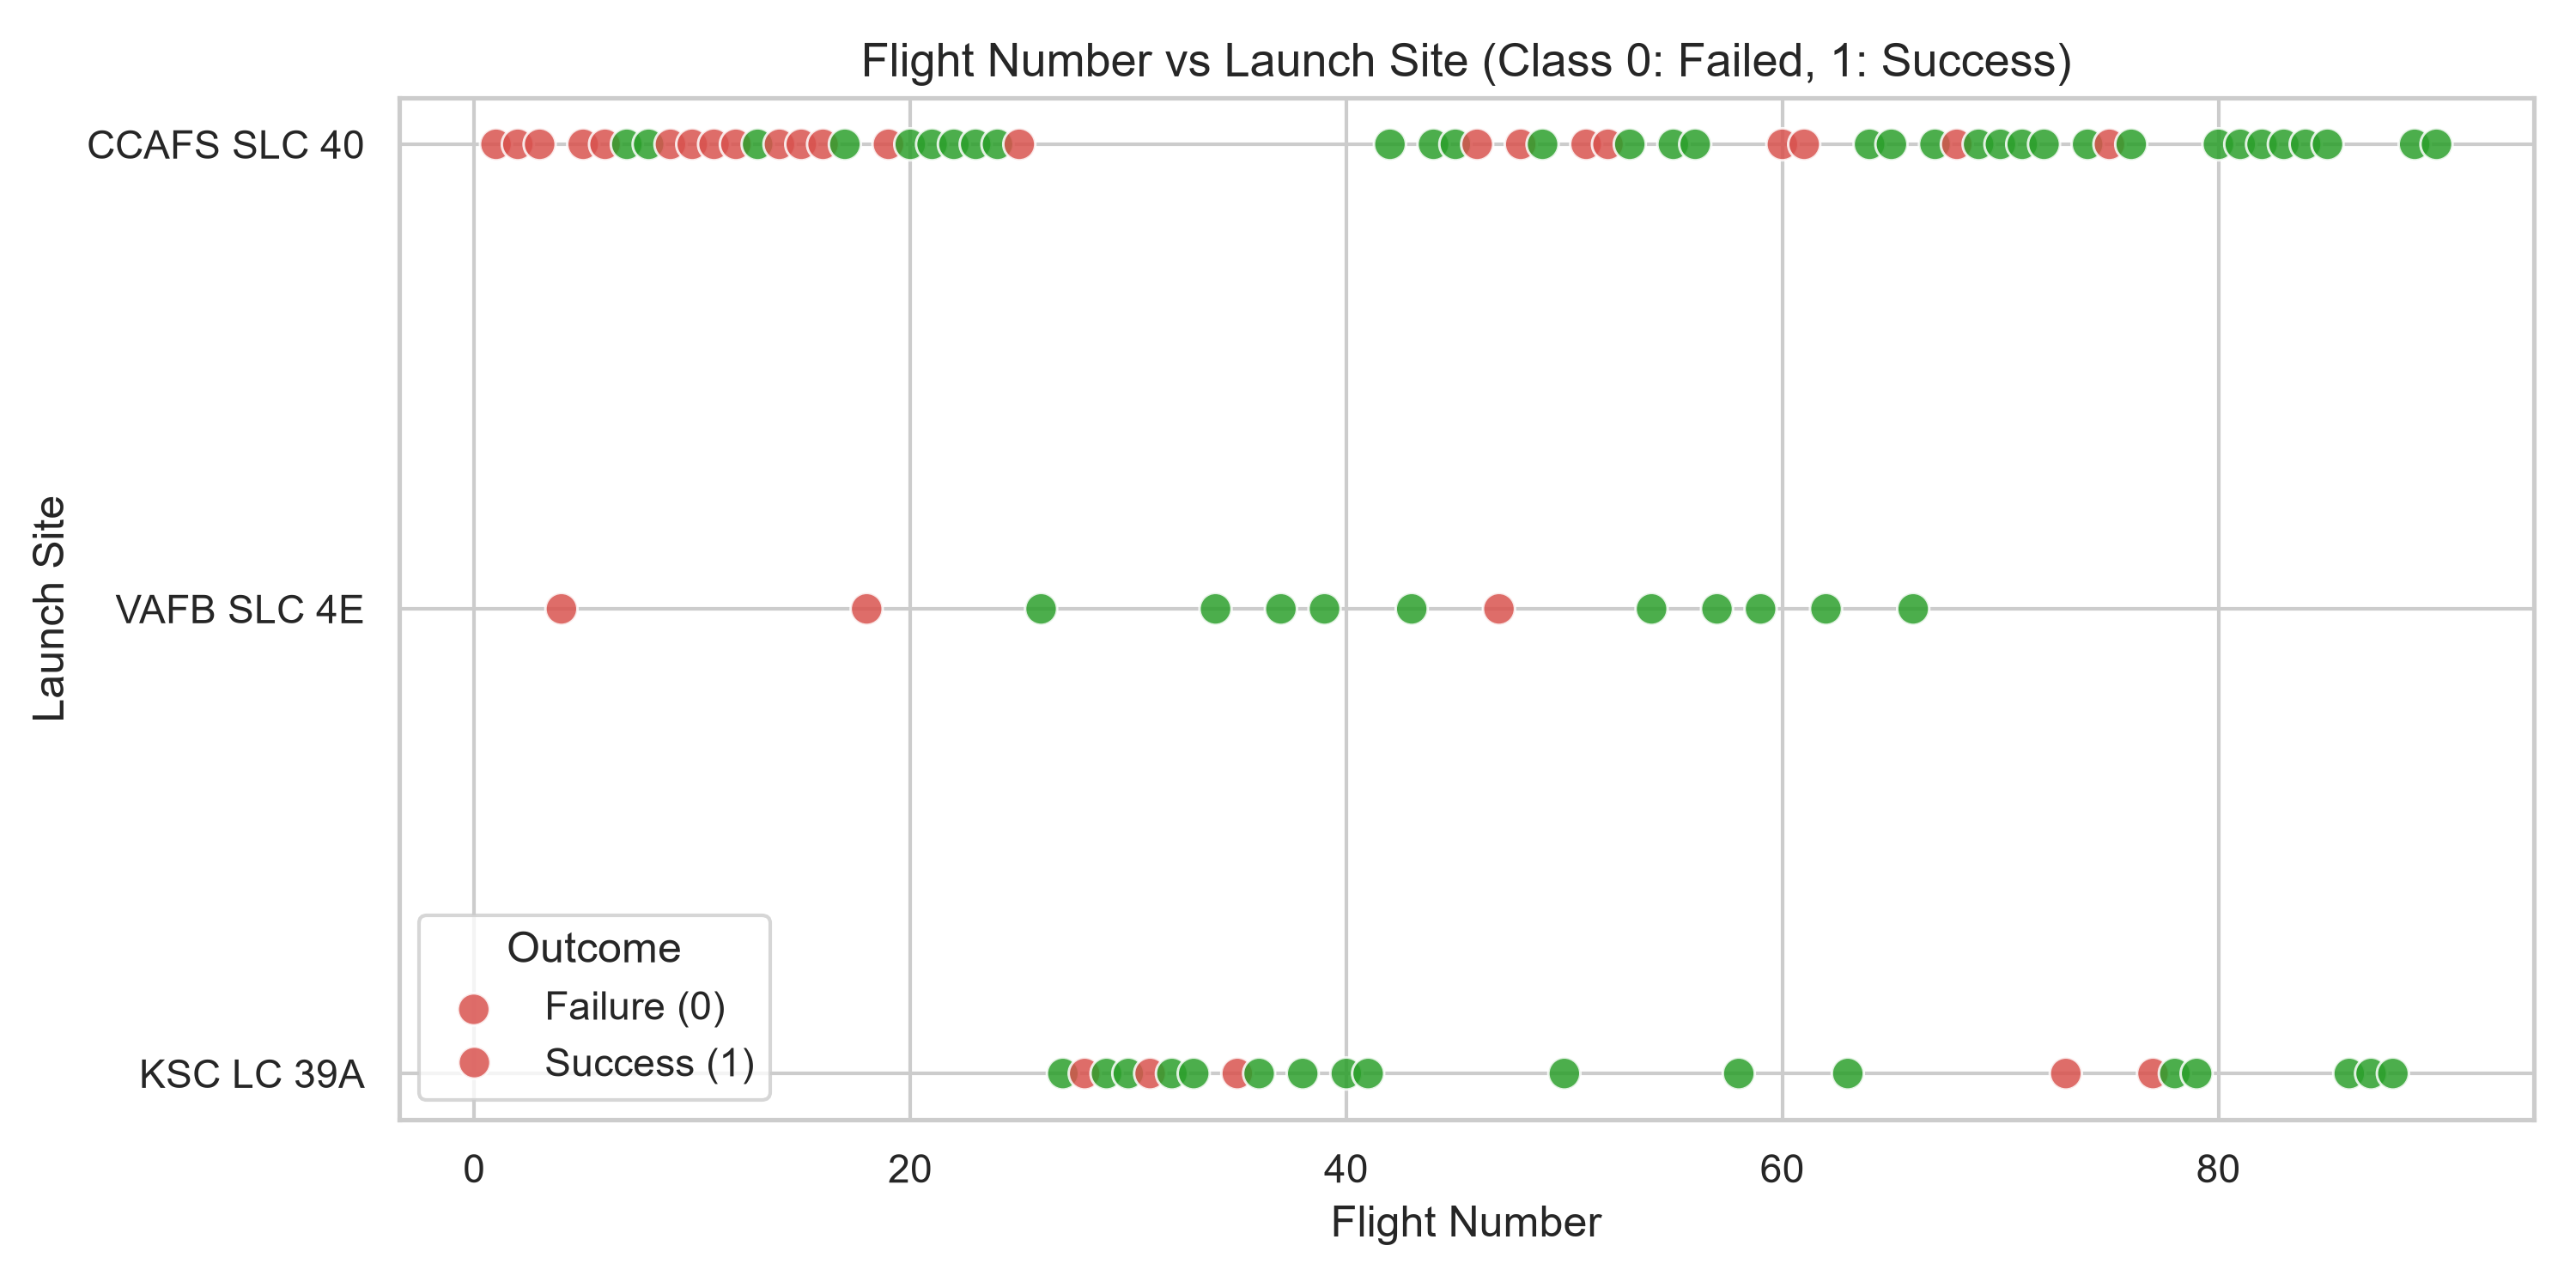 Flight Number vs Launch Site (Class 0: Failed, 1: Success)
CCAFS SLC 40
VAFB SLC 4E
KSC LC 39A
Launch Site
Outcome
Failure (0)
Success (1)
0 20 40 60 80
Flight Number